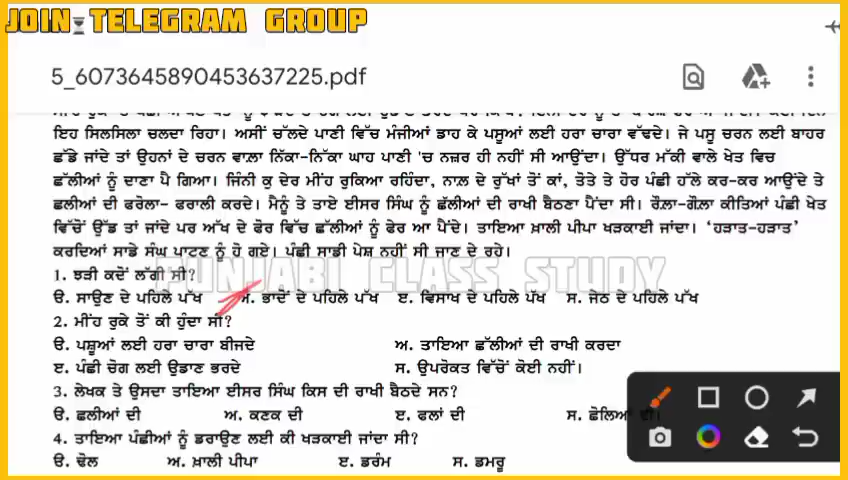 JOIN⏳TELEGRAM GROUP
5_6073645890453637225.pdf
ਇਹ ਸਿਲਸਿਲਾ ਚਲਦਾ ਰਿਹਾ। ਅਸੀਂ ਚੱਲਦੇ ਪਾਣੀ ਵਿੱਚ ਮੰਜੀਆਂ ਡਾਹ ਕੇ ਪਸੂਆਂ ਲਈ ਹਰਾ ਚਾਰਾ ਵੱਢਦੇ। ਜੇ ਪਸੂ ਚਰਨ ਲਈ ਬਾਹਰ
ਛੱਡੇ ਜਾਂਦੇ ਤਾਂ ਉਹਨਾਂ ਦੇ ਚਰਨ ਵਾਲ਼ਾ ਨਿੱਕਾ-ਨਿੱਕਾ ਘਾਹ ਪਾਣੀ 'ਚ ਨਜ਼ਰ ਹੀ ਨਹੀਂ ਸੀ ਆਉਂਦਾ। ਉੱਧਰ ਮੱਕੀ ਵਾਲੇ ਖੇਤ ਵਿਚ
ਛੱਲੀਆਂ ਨੂੰ ਦਾਣਾ ਪੈ ਗਿਆ। ਜਿੰਨੀ ਕੁ ਦੇਰ ਮੀਂਹ ਰੁਕਿਆ ਰਹਿੰਦਾ, ਨਾਲ਼ ਦੇ ਰੁੱਖਾਂ ਤੋਂ ਕਾਂ, ਤੋਤੇ ਤੇ ਹੋਰ ਪੰਛੀ ਹੱਲੇ ਕਰ-ਕਰ ਆਉਂਦੇ ਤੇ
ਛਲੀਆਂ ਦੀ ਫਰੋਲਾ- ਫਰਾਲੀ ਕਰਦੇ। ਮੈਨੂੰ ਤੇ ਤਾਏ ਈਸਰ ਸਿੰਘ ਨੂੰ ਛੱਲੀਆਂ ਦੀ ਰਾਖੀ ਬੈਠਣਾ ਪੈਂਦਾ ਸੀ। ਰੌਲ਼ਾ-ਗੌਲ਼ਾ ਕੀਤਿਆਂ ਪੰਛੀ ਖੇਤ
ਵਿੱਚੋਂ ਉੱਡ ਤਾਂ ਜਾਂਦੇ ਪਰ ਅੱਖ ਦੇ ਫੋਰ ਵਿੱਚ ਛੱਲੀਆਂ ਨੂੰ ਫੇਰ ਆ ਪੈਂਦੇ। ਤਾਇਆ ਖ਼ਾਲੀ ਪੀਪਾ ਖੜਕਾਈ ਜਾਂਦਾ। 'ਹੜਾਤ-ਹੜਾਤ'
ਕਰਦਿਆਂ ਸਾਡੇ ਸੰਘ ਪਾਟਣ ਨੂੰ ਹੋ ਗਏ। ਪੰਛੀ ਸਾਡੀ ਪੇਸ਼ ਨਹੀਂ ਸੀ ਜਾਣ ਦੇ ਰਹੇ।
PUNJABI CLASS STUDY
1. ਝੜੀ ਕਦੋਂ ਲੱਗੀ ਸੀ?
ੳ. ਸਾਉਣ ਦੇ ਪਹਿਲੇ ਪੱਖ ਅ. ਭਾਦੋਂ ਦੇ ਪਹਿਲੇ ਪੱਖ ੲ. ਵਿਸਾਖ ਦੇ ਪਹਿਲੇ ਪੱਖ ਸ. ਜੇਠ ਦੇ ਪਹਿਲੇ ਪੱਖ
2. ਮੀਂਹ ਰੁਕੇ ਤੋਂ ਕੀ ਹੁੰਦਾ ਸੀ?
ੳ. ਪਸ਼ੂਆਂ ਲਈ ਹਰਾ ਚਾਰਾ ਬੀਜਦੇ ਅ. ਤਾਇਆ ਛੱਲੀਆਂ ਦੀ ਰਾਖੀ ਕਰਦਾ
ੲ. ਪੰਛੀ ਚੋਗ ਲਈ ਉਡਾਣ ਭਰਦੇ ਸ. ਉਪਰੋਕਤ ਵਿੱਚੋਂ ਕੋਈ ਨਹੀਂ।
3. ਲੇਖਕ ਤੇ ਉਸਦਾ ਤਾਇਆ ਈਸਰ ਸਿੰਘ ਕਿਸ ਦੀ ਰਾਖੀ ਬੈਠਦੇ ਸਨ?
ੳ. ਛਲੀਆਂ ਦੀ ਅ. ਕਣਕ ਦੀ ੲ. ਫਲਾਂ ਦੀ ਸ. ਛੋਲਿਆਂ ਦੀ।
4. ਤਾਇਆ ਪੰਛੀਆਂ ਨੂੰ ਡਰਾਉਣ ਲਈ ਕੀ ਖੜਕਾਈ ਜਾਂਦਾ ਸੀ?
ੳ. ਢੋਲ ਅ. ਖ਼ਾਲੀ ਪੀਪਾ ੲ. ਡਰੰਮ ਸ. ਡਮਰੂ